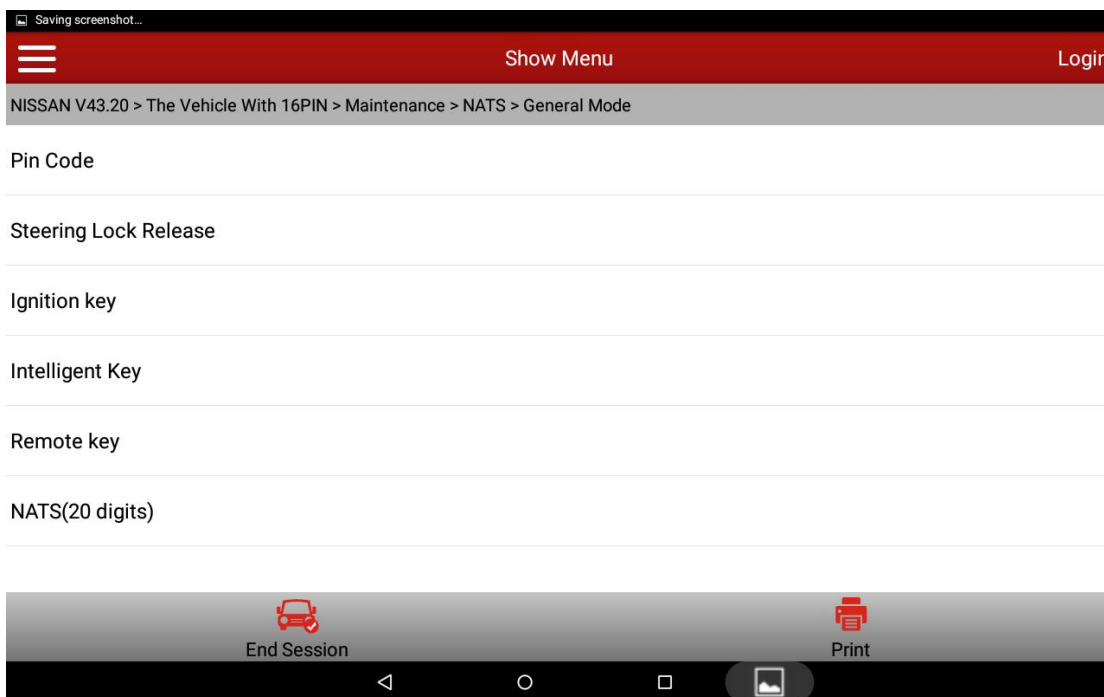 Saving screenshot...
Show Menu
Login
NISSAN V43.20 > The Vehicle With 16PIN > Maintenance > NATS > General Mode
Pin Code
Steering Lock Release
Ignition key
Intelligent Key
Remote key
NATS(20 digits)
End Session
Print